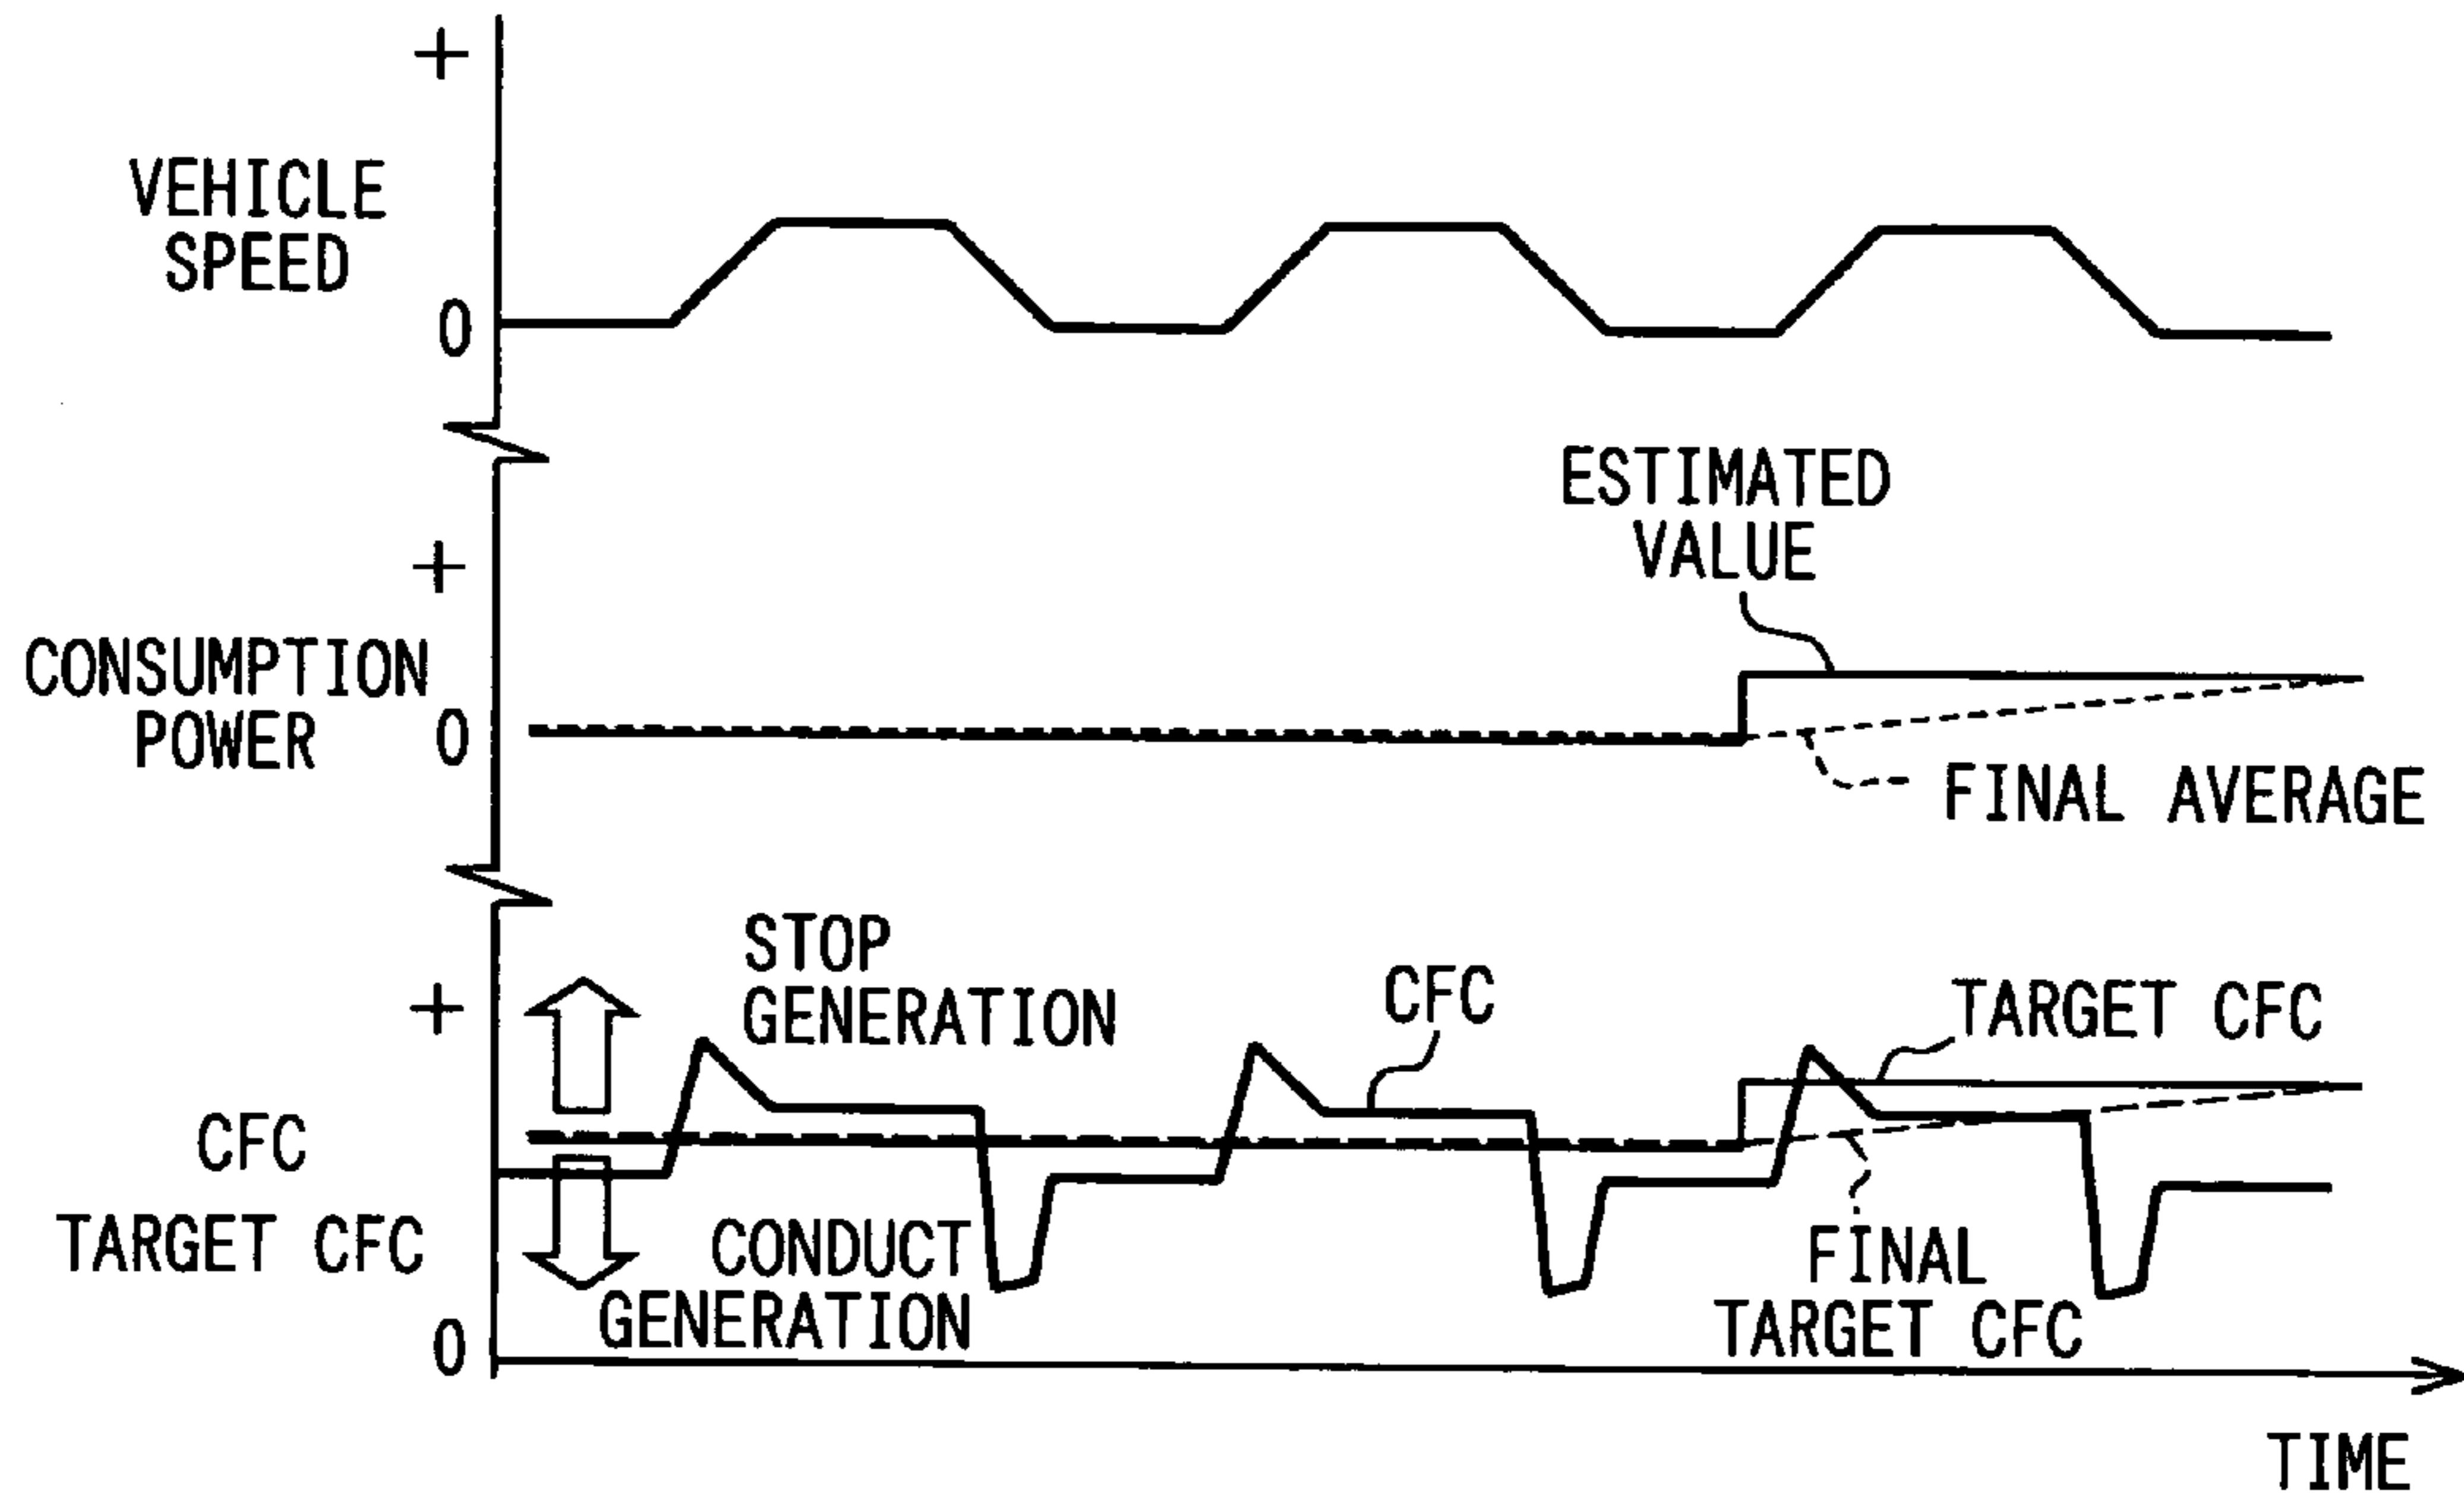 +
VEHICLE
SPEED
0
ESTIMATED
VALUE
+
CONSUMPTION
POWER
0
FINAL AVERAGE
STOP
GENERATION
CFC
TARGET CFC
+
CFC
TARGET CFC
CONDUCT
GENERATION
FINAL
TARGET CFC
0
TIME